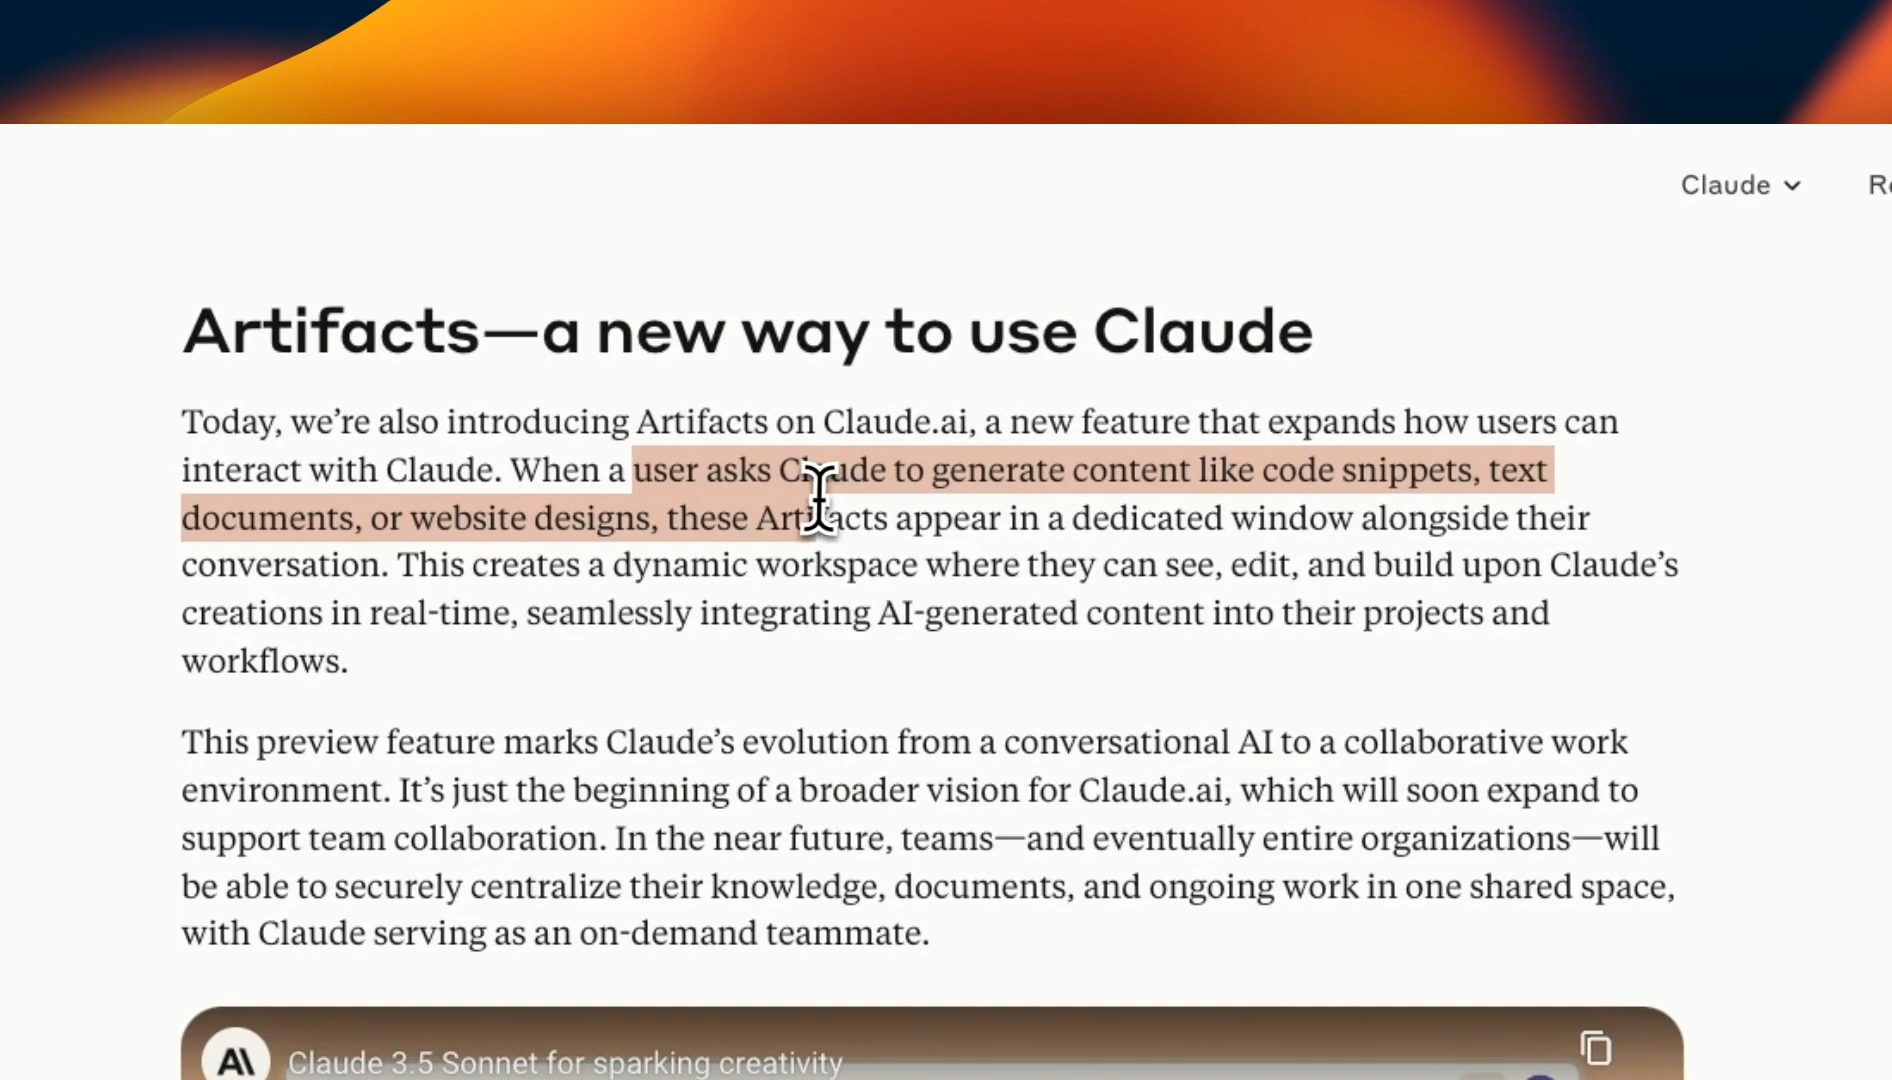 Claude
Artifacts—a new way to use Claude
Today, we’re also introducing Artifacts on Claude.ai, a new feature that expands how users can
interact with Claude. When a user asks Claude to generate content like code snippets, text
documents, or website designs, these Artifacts appear in a dedicated window alongside their
conversation. This creates a dynamic workspace where they can see, edit, and build upon Claude’s
creations in real-time, seamlessly integrating AI-generated content into their projects and
workflows.
This preview feature marks Claude’s evolution from a conversational AI to a collaborative work
environment. It’s just the beginning of a broader vision for Claude.ai, which will soon expand to
support team collaboration. In the near future, teams—and eventually entire organizations—will
be able to securely centralize their knowledge, documents, and ongoing work in one shared space,
with Claude serving as an on-demand teammate.
Claude 3.5 Sonnet for sparking creativity